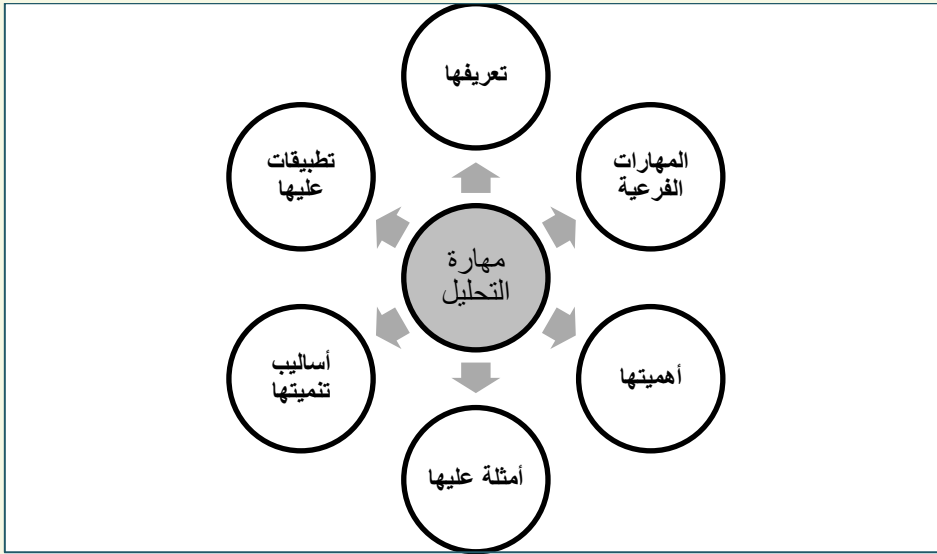 تعريفها
المهارات
الفرعية
أهميتها
أمثلة عليها
أساليب
تنميتها
تطبيقات
عليها
مهارة
التحليل